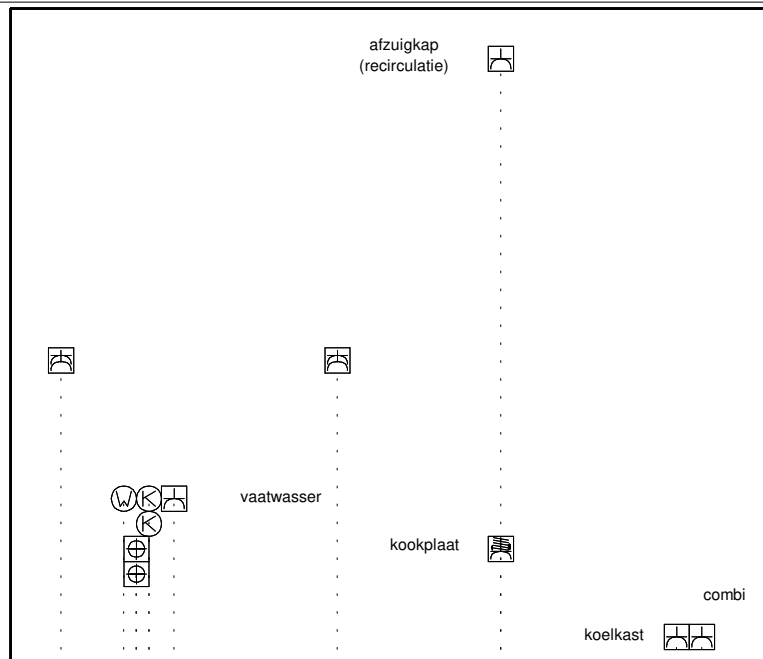 afzuigkap
(recirculatie)
W K
vaatwasser
K
kookplaat
combi
koelkast